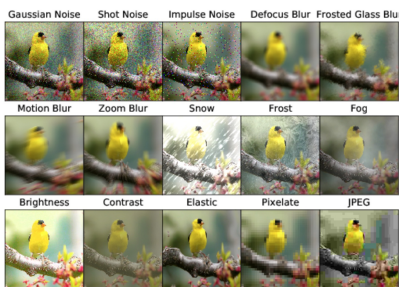 Gaussian Noise Shot Noise Impulse Noise Defocus Blur Frosted Glass Blur
Motion Blur Zoom Blur Snow Frost Fog
Brightness Contrast Elastic Pixelate JPEG